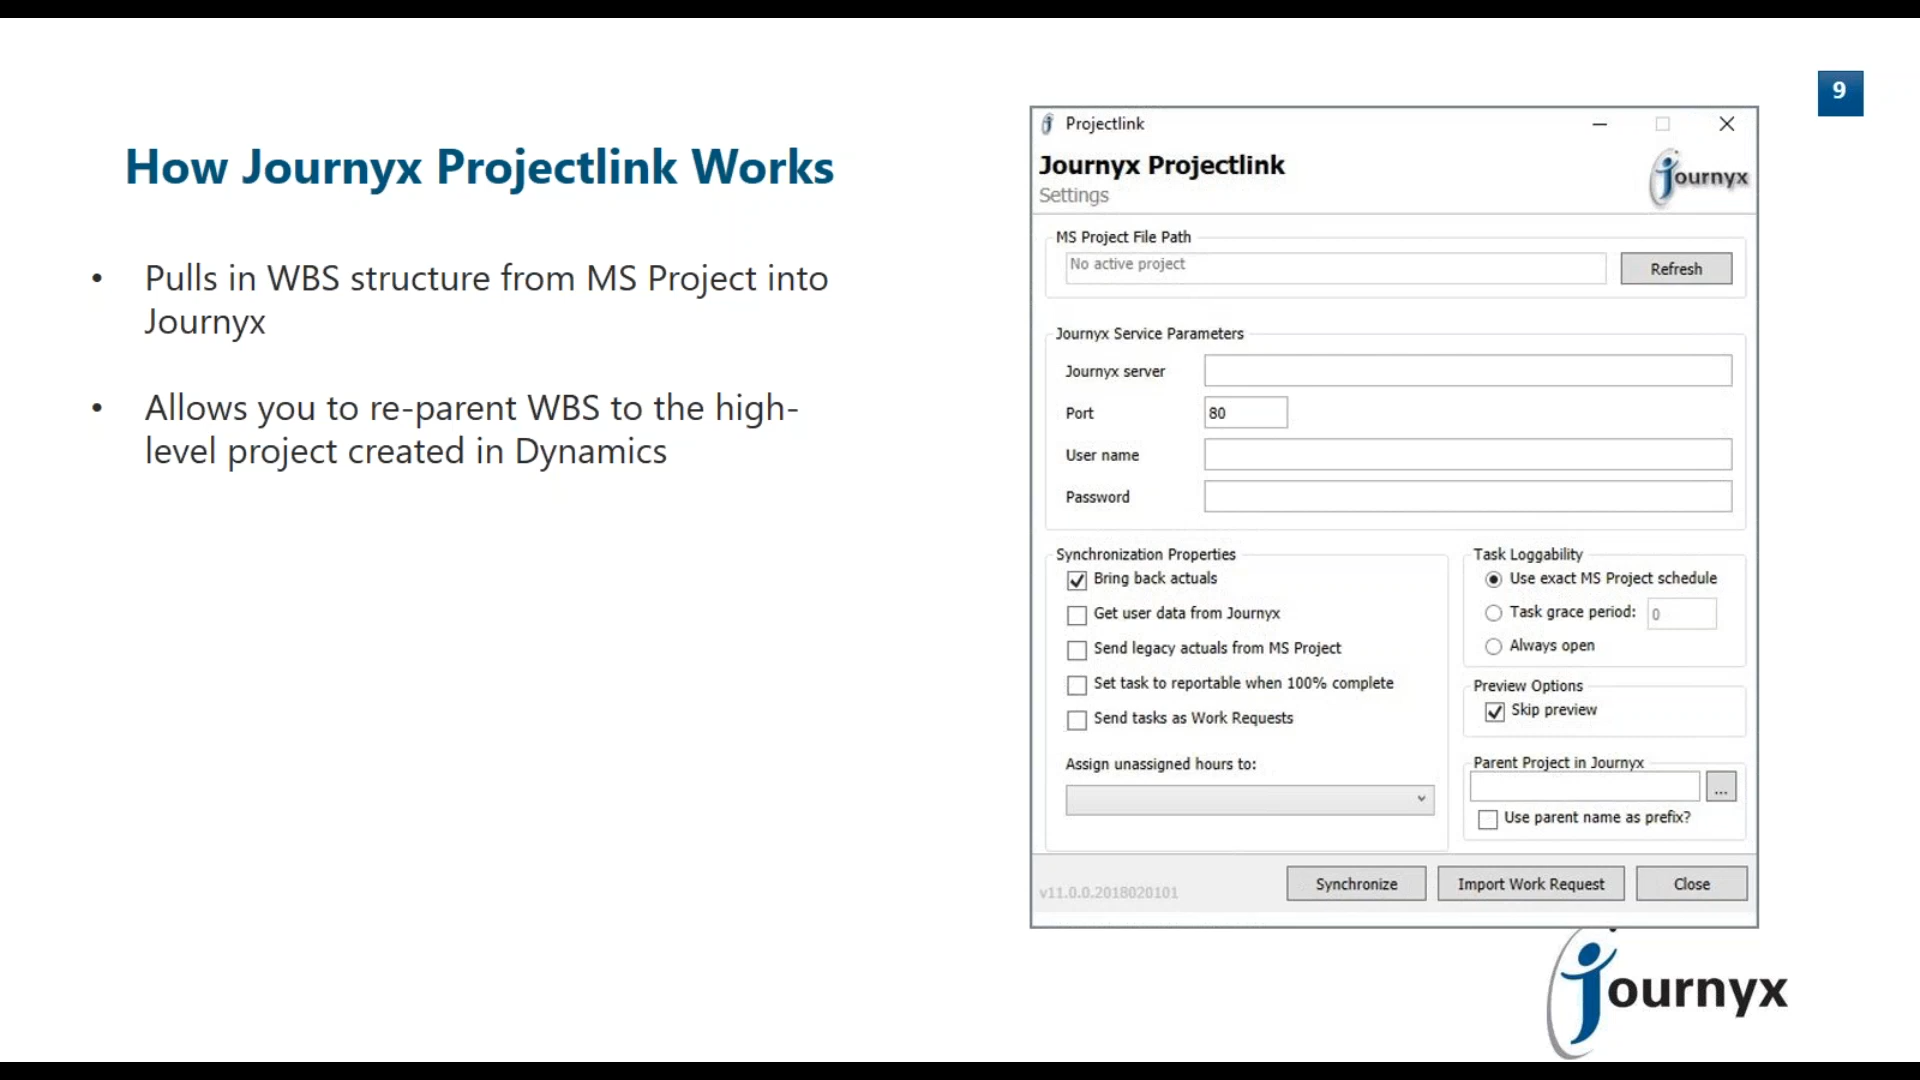 9
How Journyx Projectlink Works
• Pulls in WBS structure from MS Project into
Journyx
• Allows you to re-parent WBS to the high-
level project created in Dynamics
Projectlink
Journyx Projectlink
Settings
Journyx
MS Project File Path
No active project
Refresh
Journyx Service Parameters
Journyx server
Port
80
User name
Password
Synchronization Properties
Bring back actuals
Get user data from Journyx
Send legacy actuals from MS Project
Set task to reportable when 100% complete
Send tasks as Work Requests
Assign unassigned hours to:
Task Loggability
Use exact MS Project schedule
Task grace period: 0
Always open
Preview Options
Skip preview
Parent Project in Journyx
...
Use parent name as prefix?
v11.0.0.2018020101
Synchronize
Import Work Request
Close
Journyx